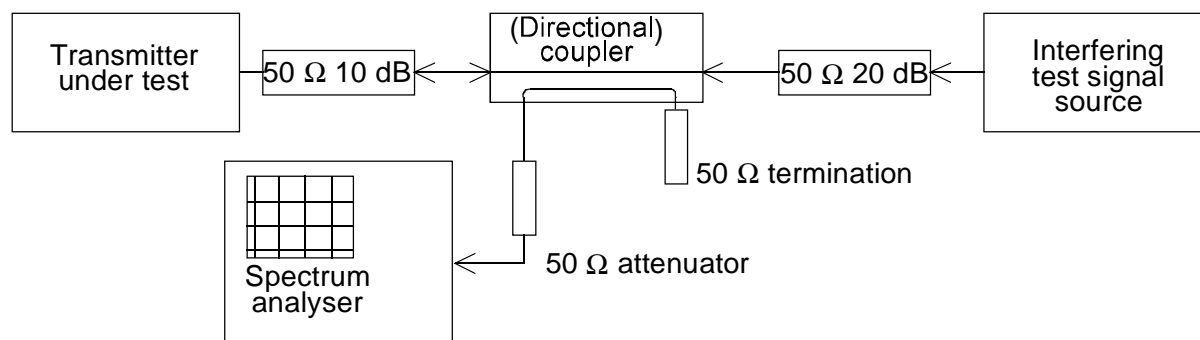 Transmitter
under test
50 Ω 10 dB
(Directional)
coupler
50 Ω 20 dB
Interfering
test signal
source
50 Ω termination
50 Ω attenuator
Spectrum
analyser